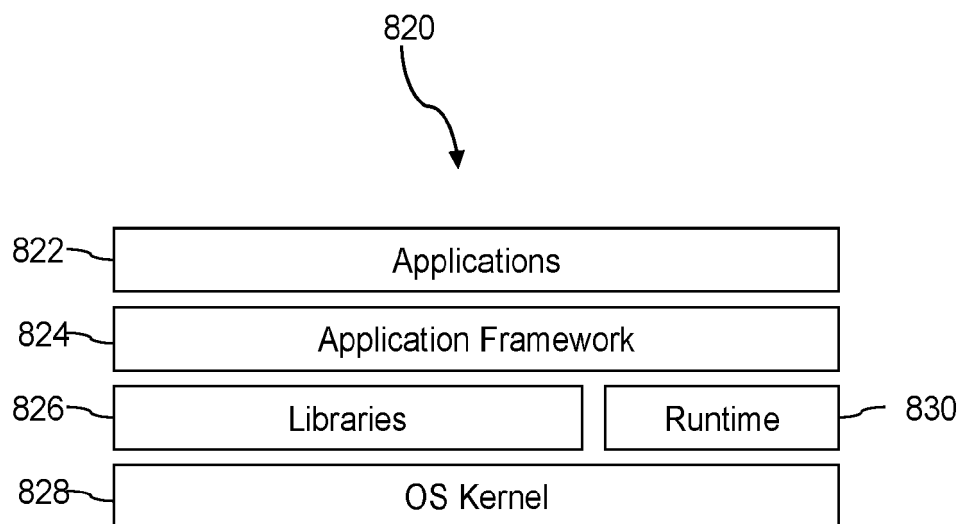 820
822 Applications
824 Application Framework
826 Libraries Runtime 830
828 OS Kernel